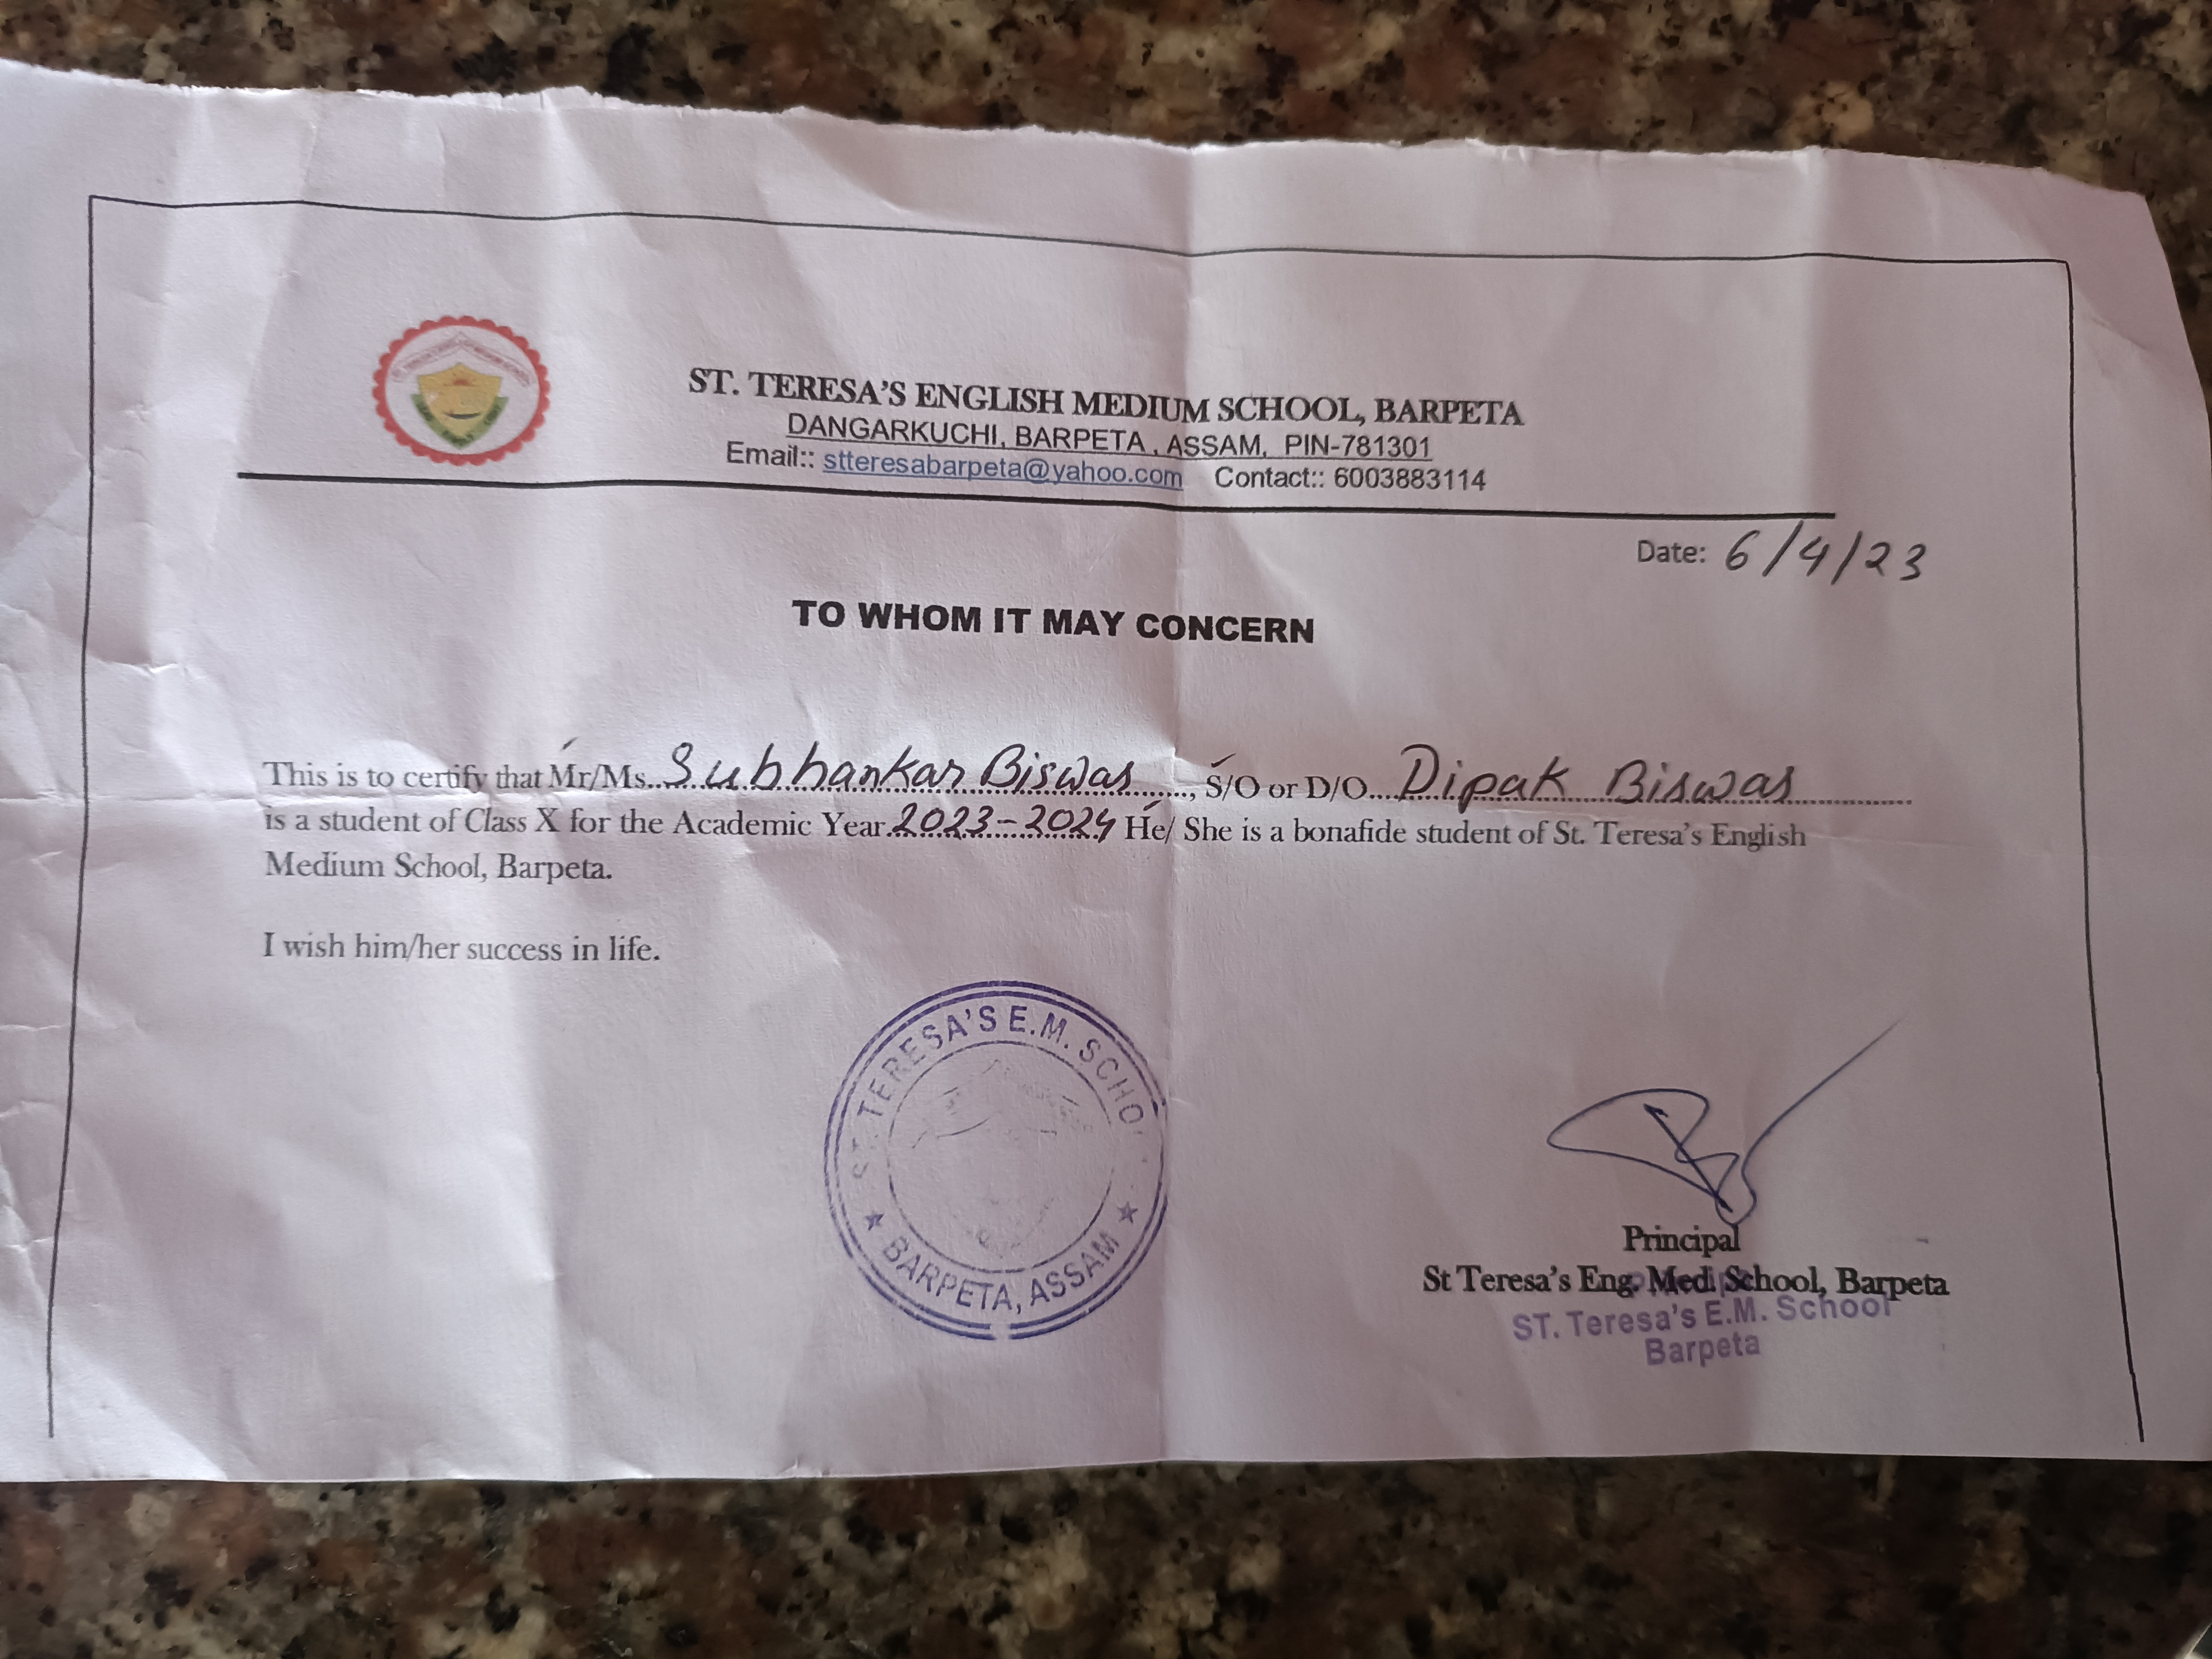 ST. TERESA'S ENGLISH MEDIUM SCHOOL, BARPETA
DANGARKUCHI, BARPETA , ASSAM, PIN-781301
Email:: stteresabarpeta@yahoo.com Contact:: 6003883114
Date: 6/4/23
TO WHOM IT MAY CONCERN
This is to certify that Mr/Ms..Subhankar Biswas......, S/O or D/O....Dipak Biswas............
is a student of Class X for the Academic Year.2023-2024 He/ She is a bonafide student of St. Teresa's English
Medium School, Barpeta.
I wish him/her success in life.
ST. TERESA'S E.M. SCHO
★ BARPETA, ASSAM ★
Principal
St Teresa's Eng. Med. School, Barpeta
ST. Teresa's E.M. School
Barpeta